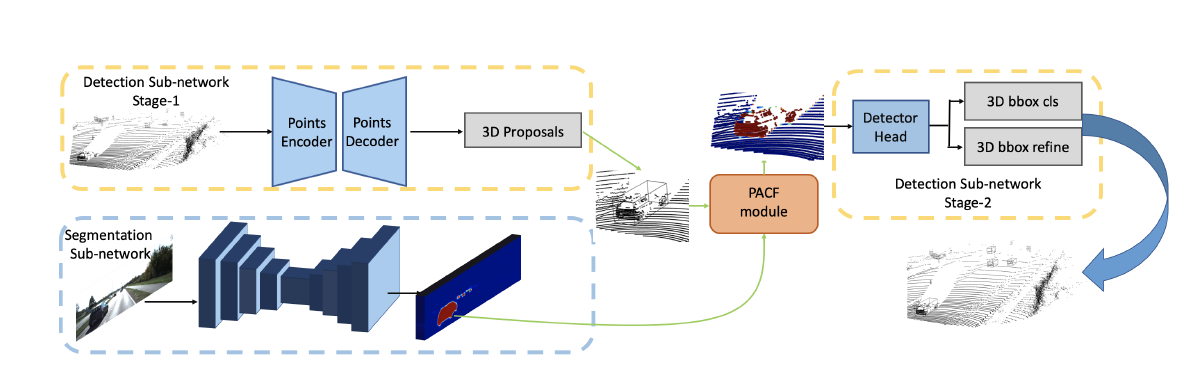 Detection Sub-network
Stage-1
Points
Encoder
Points
Decoder
3D Proposals
Segmentation
Sub-network
PACF
module
Detector
Head
3D bbox cls
3D bbox refine
Detection Sub-network
Stage-2